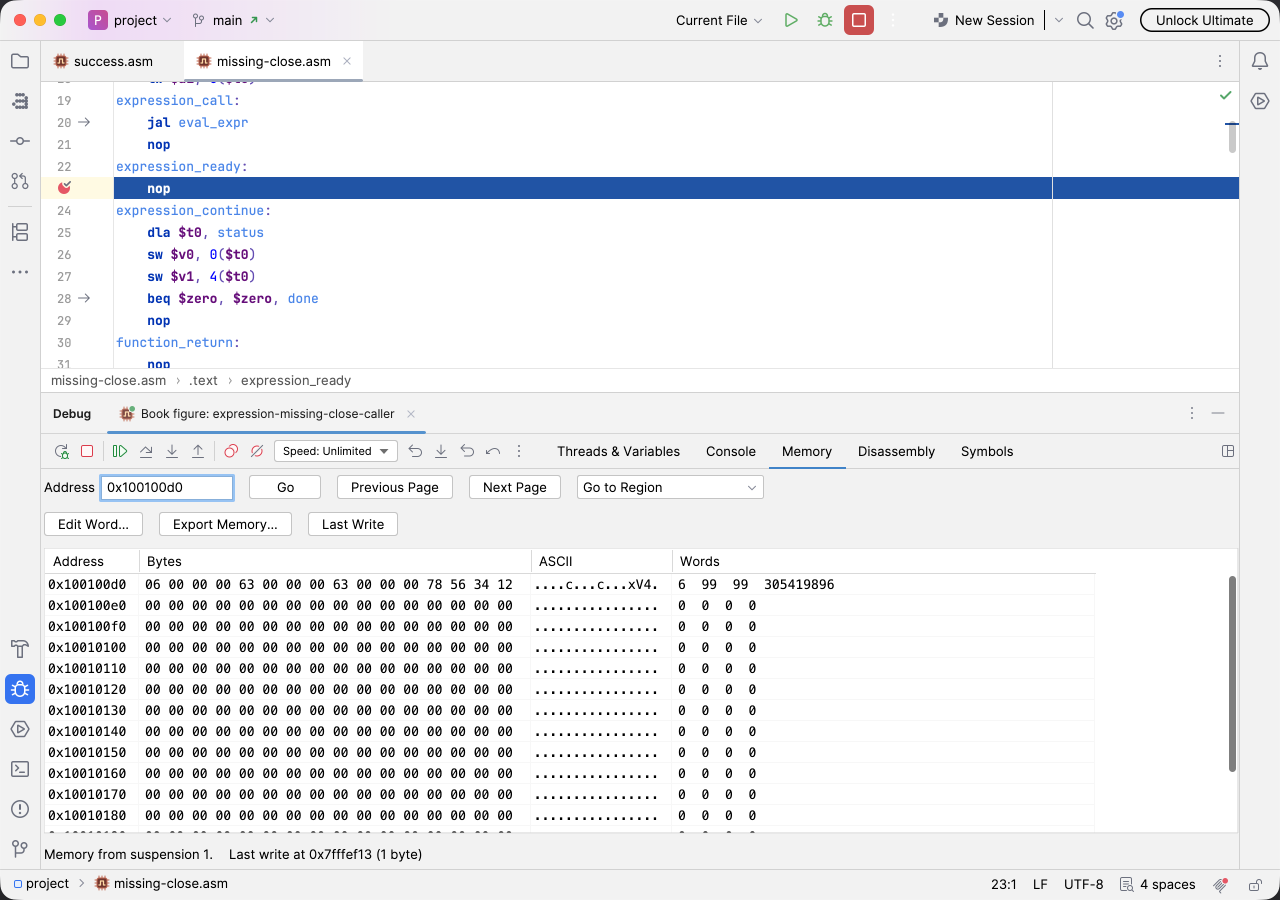 P project main Current File New Session Unlock Ultimate
success.asm missing-close.asm
19 expression_call:
20 jal eval_expr
21 nop
22 expression_ready:
nop
24 expression_continue:
25 dla $t0, status
26 sw $v0, 0($t0)
27 sw $v1, 4($t0)
28 beq $zero, $zero, done
29 nop
30 function_return:
31 nop
missing-close.asm › .text › expression_ready
Debug Book figure: expression-missing-close-caller
Speed: Unlimited Threads & Variables Console Memory Disassembly Symbols
Address 0x100100d0 Go Previous Page Next Page Go to Region
Edit Word... Export Memory... Last Write
Address Bytes ASCII Words
0x100100d0 06 00 00 00 63 00 00 00 63 00 00 00 78 56 34 12 ....c...c...xV4. 6 99 99 305419896
0x100100e0 00 00 00 00 00 00 00 00 00 00 00 00 00 00 00 00 ................ 0 0 0 0
0x100100f0 00 00 00 00 00 00 00 00 00 00 00 00 00 00 00 00 ................ 0 0 0 0
0x10010100 00 00 00 00 00 00 00 00 00 00 00 00 00 00 00 00 ................ 0 0 0 0
0x10010110 00 00 00 00 00 00 00 00 00 00 00 00 00 00 00 00 ................ 0 0 0 0
0x10010120 00 00 00 00 00 00 00 00 00 00 00 00 00 00 00 00 ................ 0 0 0 0
0x10010130 00 00 00 00 00 00 00 00 00 00 00 00 00 00 00 00 ................ 0 0 0 0
0x10010140 00 00 00 00 00 00 00 00 00 00 00 00 00 00 00 00 ................ 0 0 0 0
0x10010150 00 00 00 00 00 00 00 00 00 00 00 00 00 00 00 00 ................ 0 0 0 0
0x10010160 00 00 00 00 00 00 00 00 00 00 00 00 00 00 00 00 ................ 0 0 0 0
0x10010170 00 00 00 00 00 00 00 00 00 00 00 00 00 00 00 00 ................ 0 0 0 0
0x10010180 00 00 00 00 00 00 00 00 00 00 00 00 00 00 00 00 ................ 0 0 0 0
Memory from suspension 1. Last write at 0x7fffef13 (1 byte)
project › missing-close.asm 23:1 LF UTF-8 4 spaces